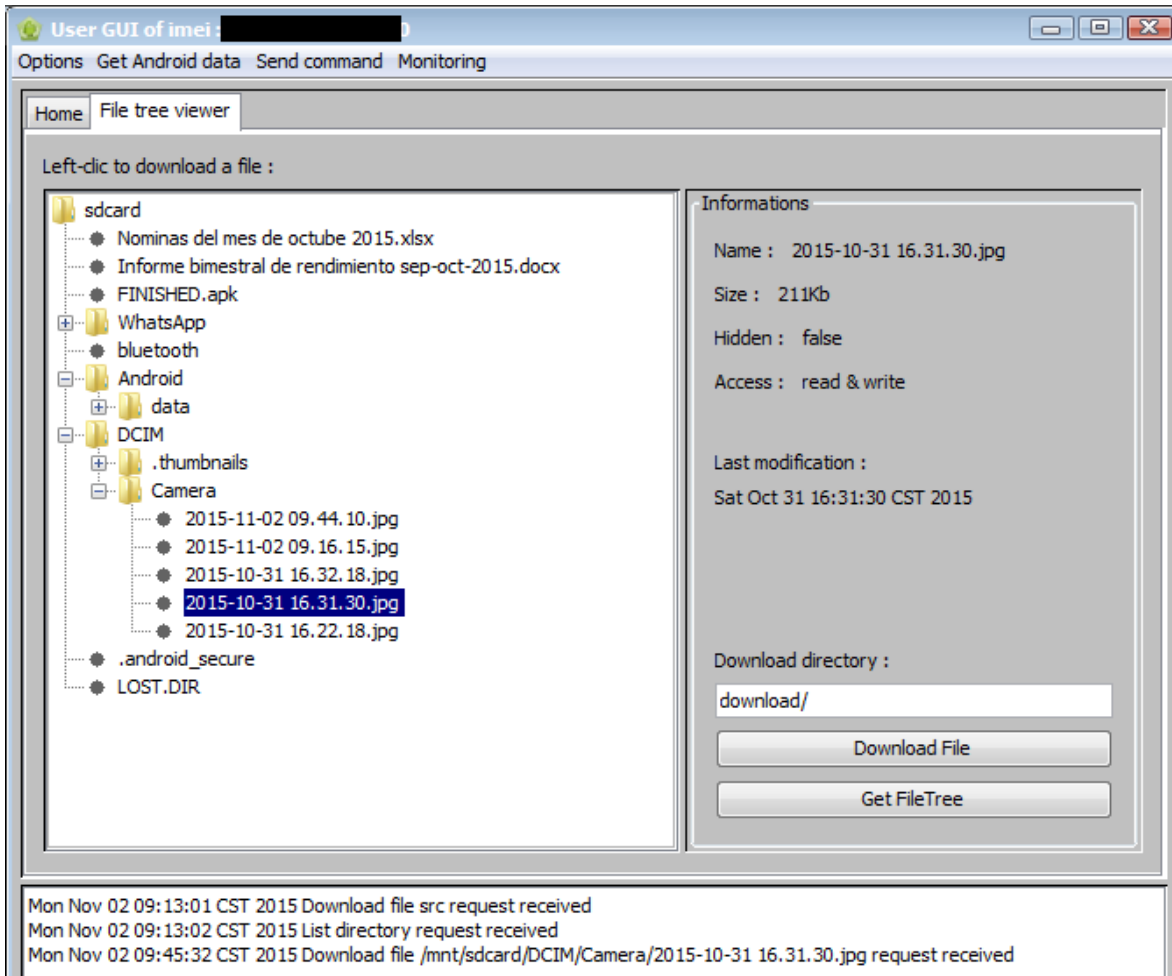 User GUI of imei : 0
Options Get Android data Send command Monitoring
Home File tree viewer
Left-clic to download a file :
sdcard
Nominas del mes de octube 2015.xlsx
Informe bimestral de rendimiento sep-oct-2015.docx
FINISHED.apk
WhatsApp
bluetooth
Android
data
DCIM
.thumbnails
Camera
2015-11-02 09.44.10.jpg
2015-11-02 09.16.15.jpg
2015-10-31 16.32.18.jpg
2015-10-31 16.31.30.jpg
2015-10-31 16.22.18.jpg
.android_secure
LOST.DIR
Informations
Name : 2015-10-31 16.31.30.jpg
Size : 211Kb
Hidden : false
Access : read & write
Last modification :
Sat Oct 31 16:31:30 CST 2015
Download directory :
download/
Download File
Get FileTree
Mon Nov 02 09:13:01 CST 2015 Download file src request received
Mon Nov 02 09:13:02 CST 2015 List directory request received
Mon Nov 02 09:45:32 CST 2015 Download file /mnt/sdcard/DCIM/Camera/2015-10-31 16.31.30.jpg request received